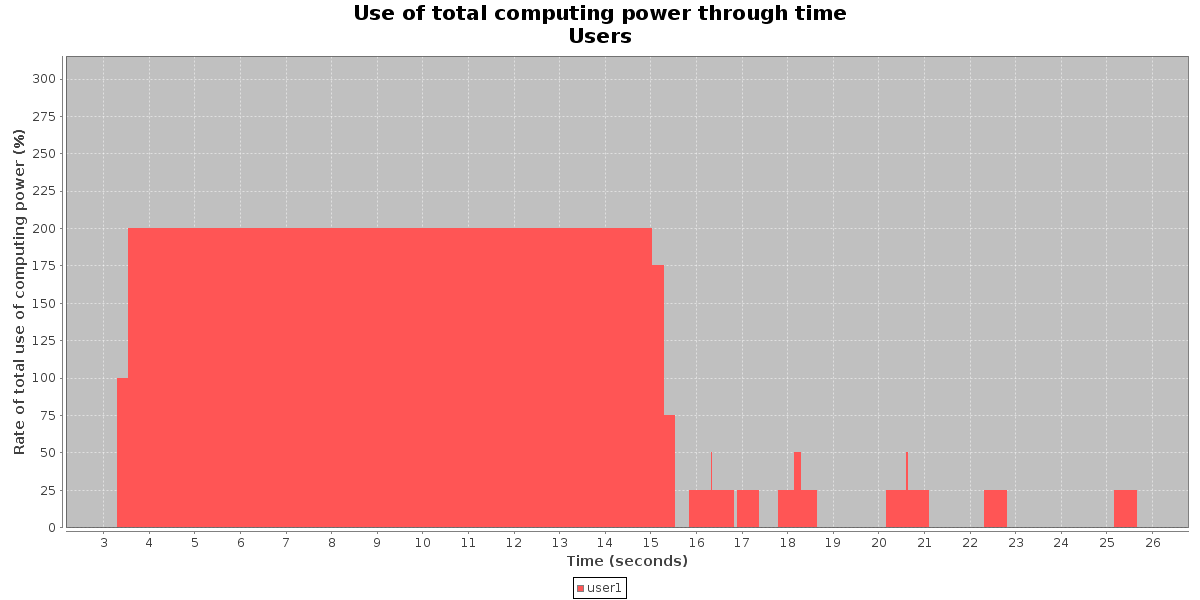 Use of total computing power through time
Users
Rate of total use of computing power (%)
300
275
250
225
200
175
150
125
100
75
50
25
0
3 4 5 6 7 8 9 10 11 12 13 14 15 16 17 18 19 20 21 22 23 24 25 26
Time (seconds)
user1